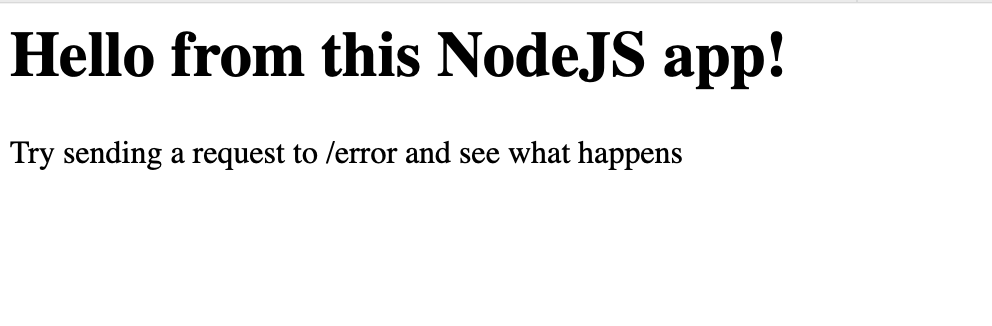 Hello from this NodeJS app!
Try sending a request to /error and see what happens